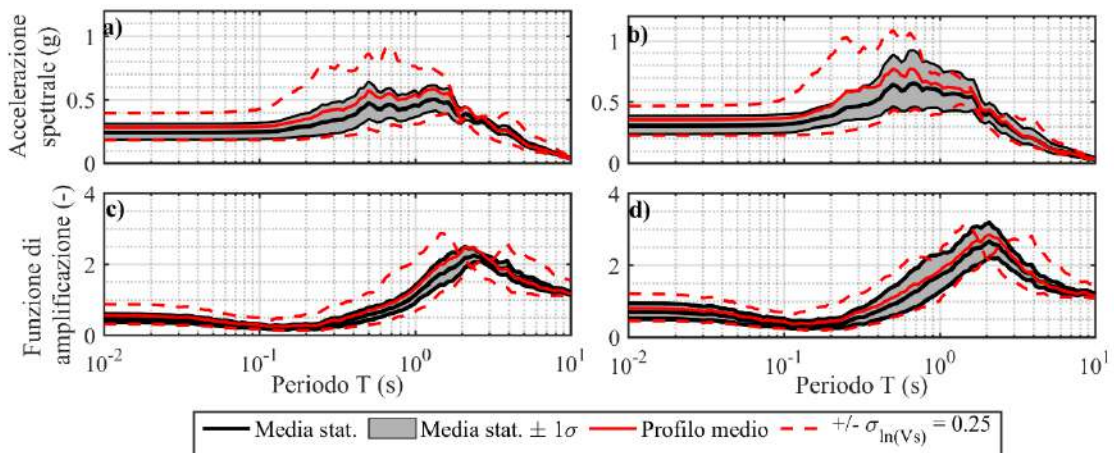 Accelerazione
spettrale (g)
a)
1
0.5
0
b)
1
0.5
0
Funzione di
amplificazione (-)
c)
4
2
0
d)
4
2
0
10^-2 10^-1 10^0 10^1
10^-2 10^-1 10^0 10^1
Periodo T (s)
Periodo T (s)
Media stat. Media stat. ± 1σ Profilo medio +/- σ_ln(Vs) = 0.25